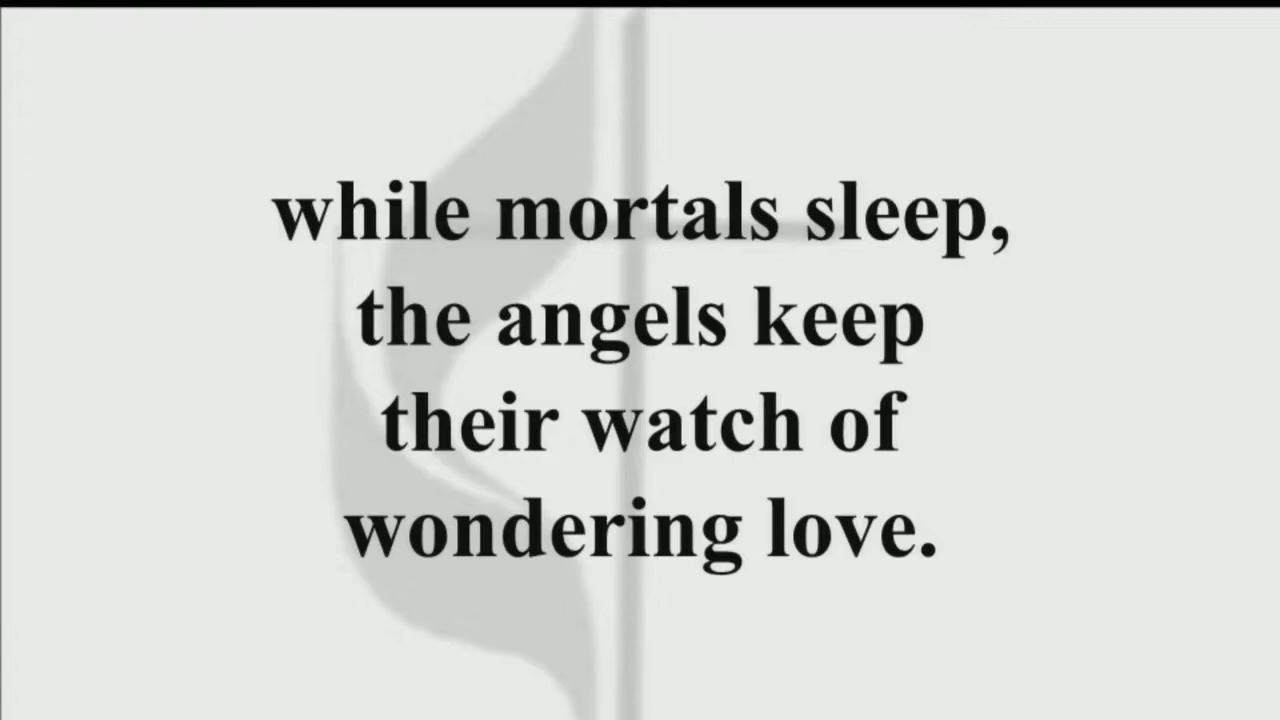 while mortals sleep,
the angels keep
their watch of
wondering love.